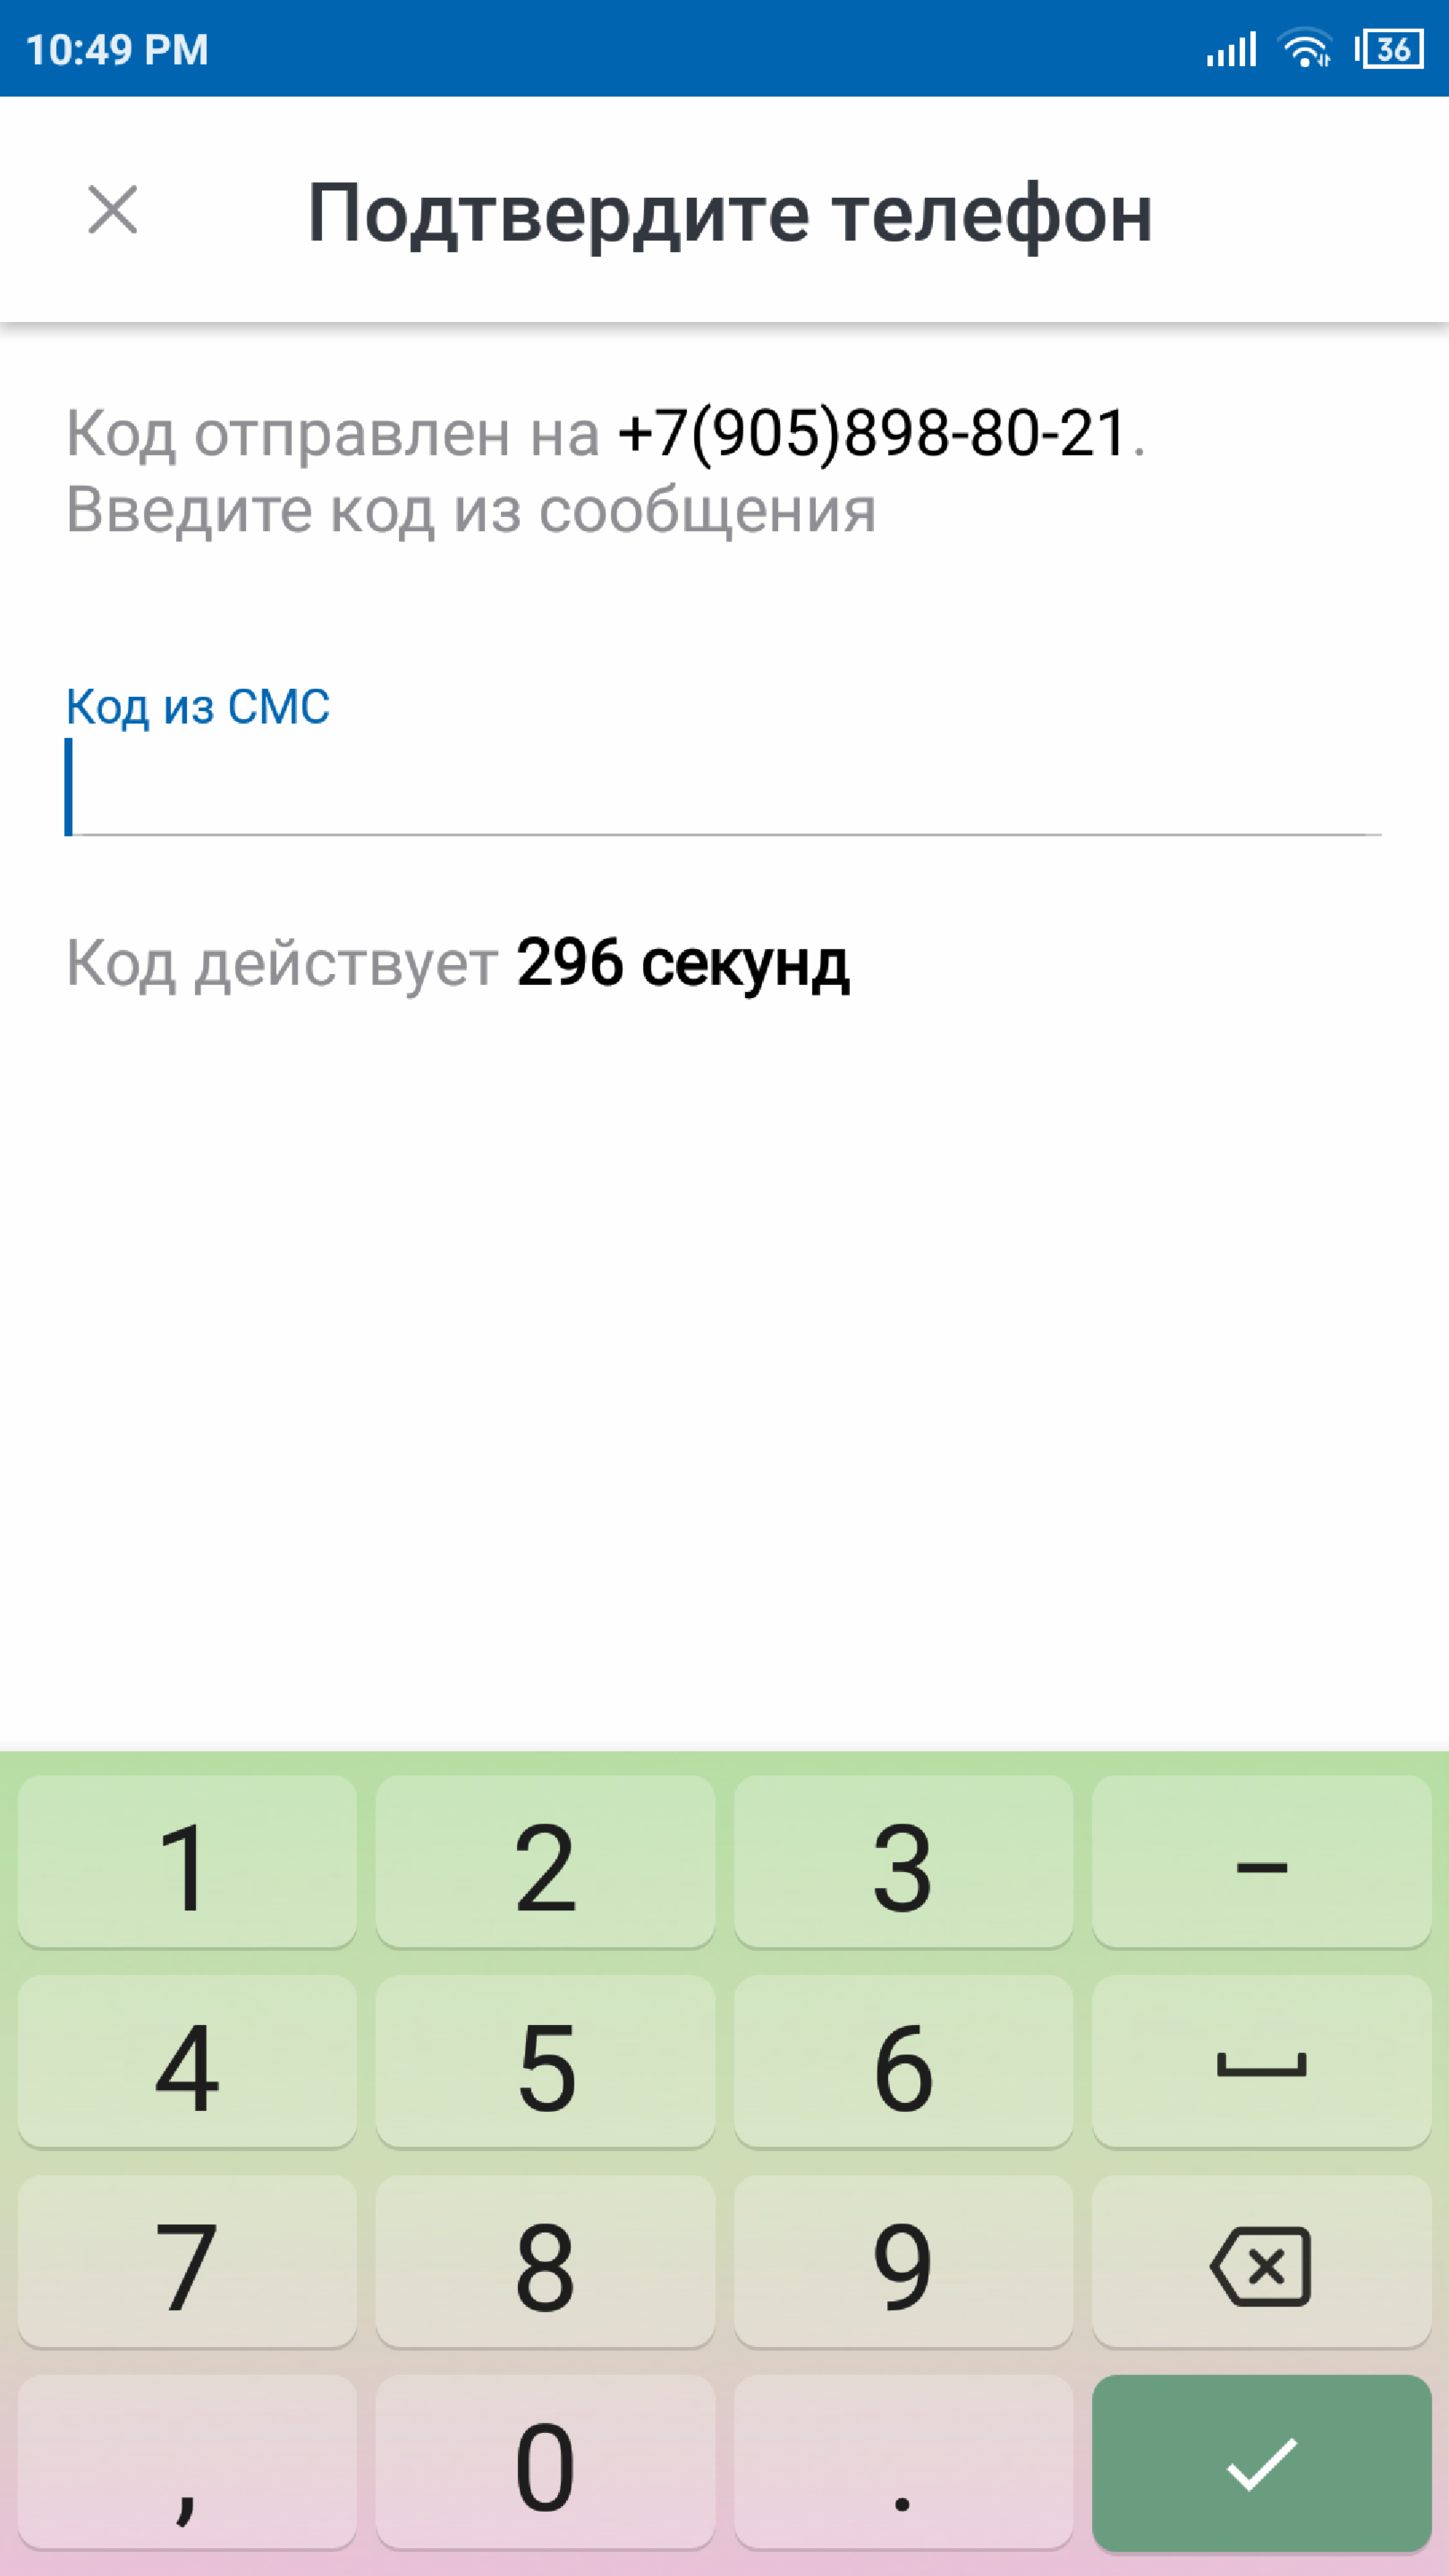 10:49 PM
36
Подтвердите телефон
Код отправлен на +7(905)898-80-21.
Введите код из сообщения
Код из СМС
Код действует 296 секунд
1 2 3 –
4 5 6
7 8 9
, 0 .